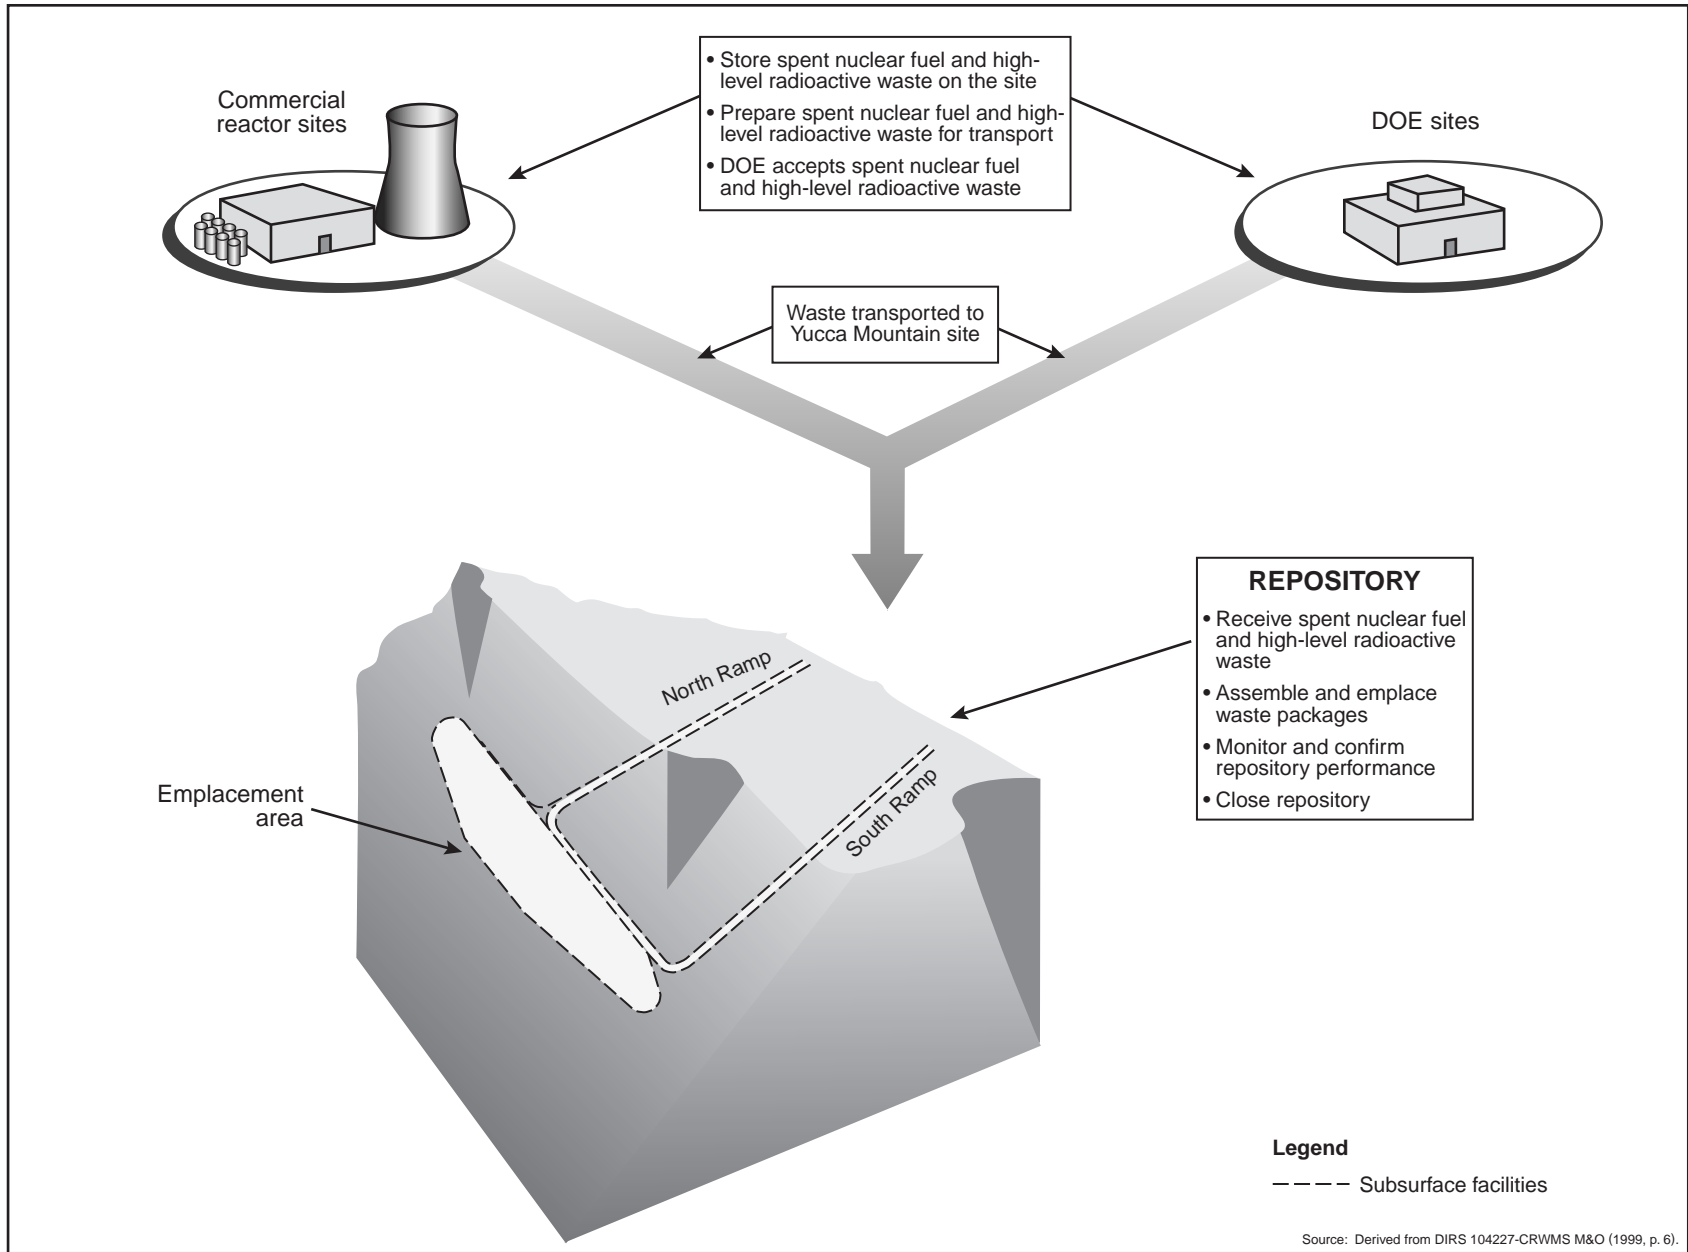 Commercial
reactor sites
• Store spent nuclear fuel and high-
level radioactive waste on the site
• Prepare spent nuclear fuel and high-
level radioactive waste for transport
• DOE accepts spent nuclear fuel
and high-level radioactive waste
DOE sites
Waste transported to
Yucca Mountain site
REPOSITORY
• Receive spent nuclear fuel
and high-level radioactive
waste
• Assemble and emplace
waste packages
• Monitor and confirm
repository performance
• Close repository
North Ramp
South Ramp
Emplacement
area
Legend
Subsurface facilities
Source: Derived from DIRS 104227-CRWMS M&O (1999, p. 6).